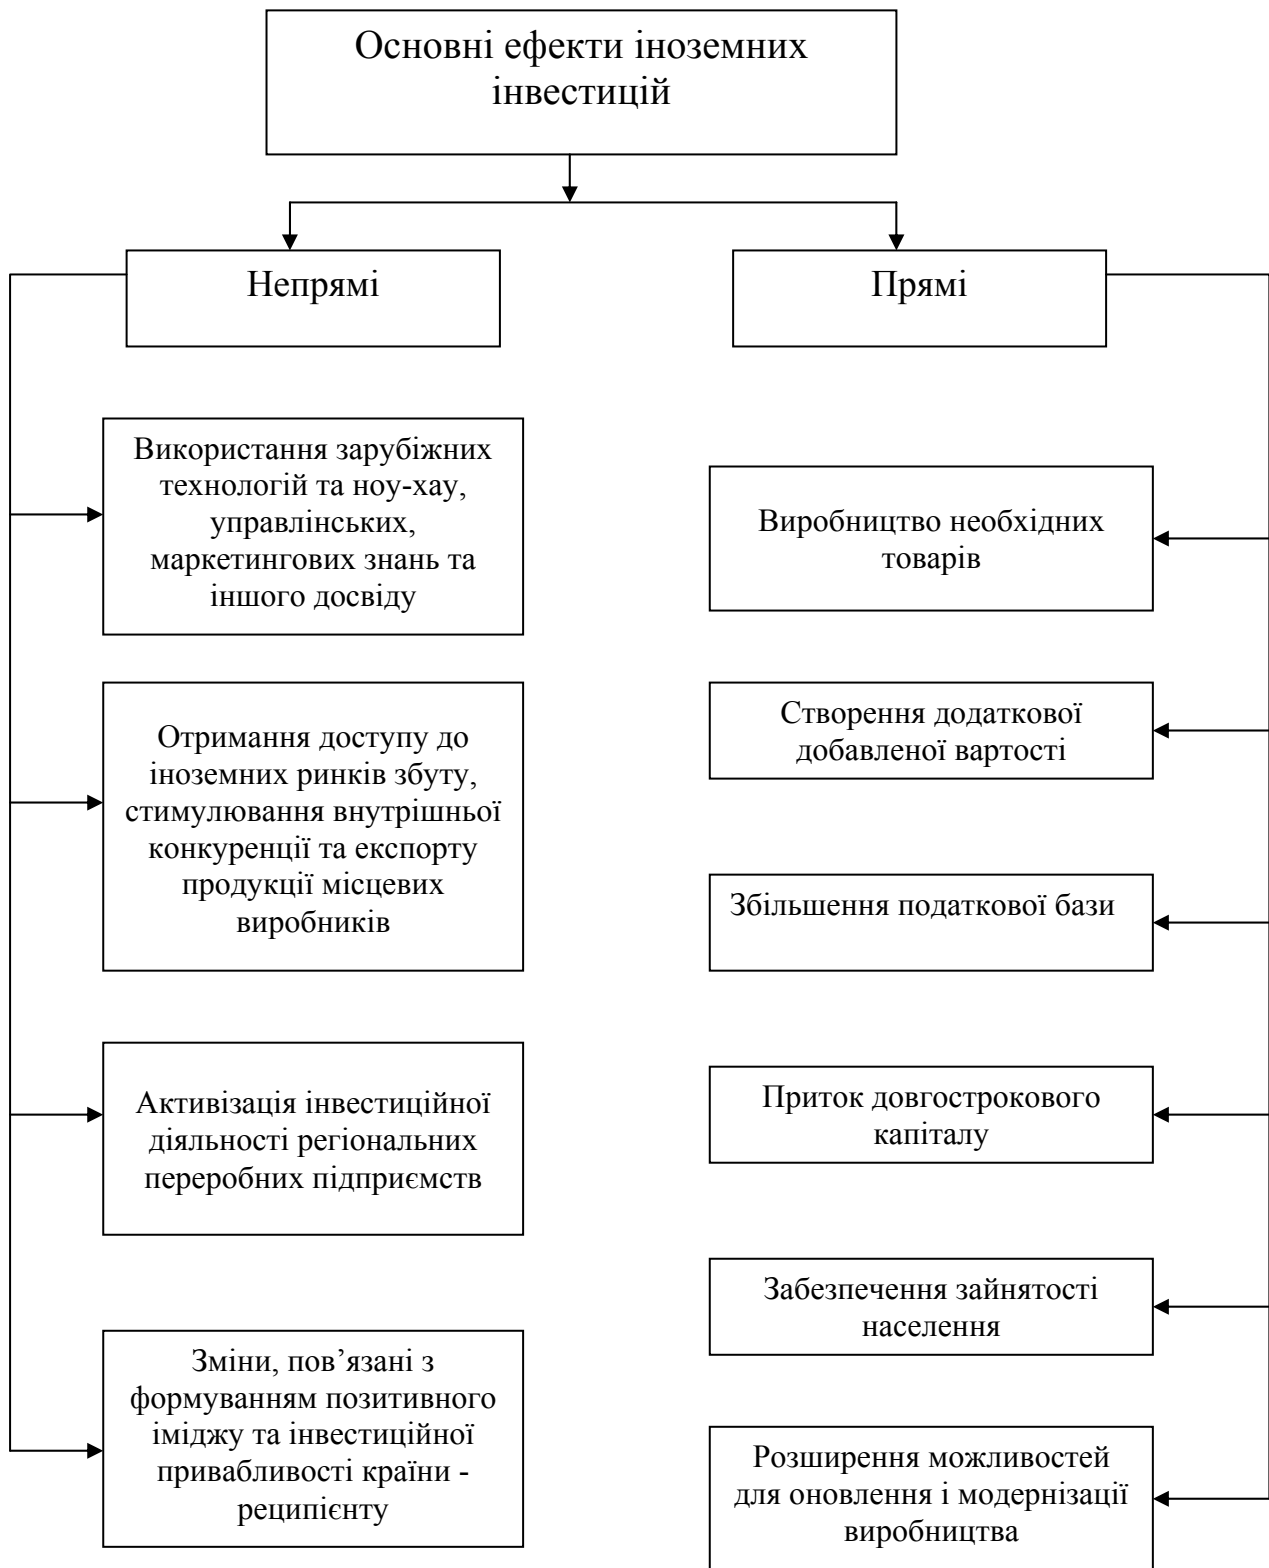 Основні ефекти іноземних
інвестицій
Непрямі
Прямі
Використання зарубіжних
технологій та ноу-хау,
управлінських,
маркетингових знань та
іншого досвіду
Отримання доступу до
іноземних ринків збуту,
стимулювання внутрішньої
конкуренції та експорту
продукції місцевих
виробників
Активізація інвестиційної
діяльності регіональних
переробних підприємств
Зміни, пов’язані з
формуванням позитивного
іміджу та інвестиційної
привабливості країни -
реципієнту
Виробництво необхідних
товарів
Створення додаткової
добавленої вартості
Збільшення податкової бази
Приток довгострокового
капіталу
Забезпечення зайнятості
населення
Розширення можливостей
для оновлення і модернізації
виробництва